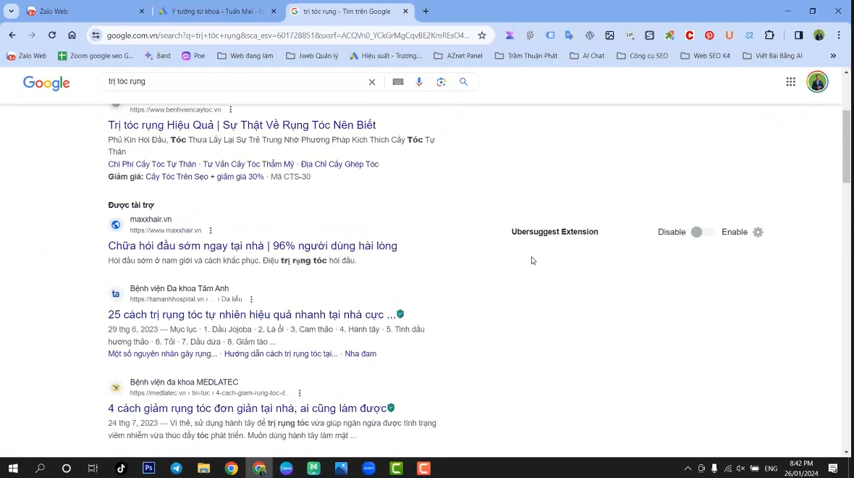 Zalo Web
Ý tưởng từ khoá - Tuấn Mai - G
trị tóc rụng - Tìm trên Google
google.com.vn/search?q=trị+tóc+rụng&sca_esv=601728851&sxsrf=ACQVn0_YCkGrMgCqvBE2KmREsO4...
Zalo Web
Zoom google seo G...
Bard
Poe
Web đang làm
Jweb Quản lý
Hiệu suất - Trương...
AZnet Panel
Trăm Thuận Phát
AI Chat
Công cụ SEO
Web SEO K4
Viết Bài Bằng AI
Google
trị tóc rụng
https://www.benhviencaytoc.vn
Trị tóc rụng Hiệu Quả | Sự Thật Về Rụng Tóc Nên Biết
Phủ Kín Hói Đầu, Tóc Thưa Lấy Lại Sự Trẻ Trung Nhờ Phương Pháp Kích Thích Cấy Tóc Tự
Thân
Chi Phí Cấy Tóc Tự Thân · Tư Vấn Cấy Tóc Thẩm Mỹ · Địa Chỉ Cấy Ghép Tóc
Giảm giá: Cấy Tóc Trên Sẹo + giảm giá 30% · Mã CTS-30
Được tài trợ
maxxhair.vn
https://www.maxxhair.vn
Chữa hói đầu sớm ngay tại nhà | 96% người dùng hài lòng
Hói đầu sớm ở nam giới và cách khắc phục. Điều trị rụng tóc hói đầu.
Ubersuggest Extension
Disable
Enable
Bệnh viện Đa khoa Tâm Anh
https://tamanhhospital.vn › ... › Da liễu
25 cách trị rụng tóc tự nhiên hiệu quả nhanh tại nhà cực ...
29 thg 6, 2023 — Mục lục · 1. Dầu Jojoba · 2. Lá ổi · 3. Cam thảo · 4. Hành tây · 5. Tinh dầu
hương thảo · 6. Tỏi · 7. Dừa · 8. Giấm táo ...
Một số nguyên nhân gây rụng... · Hướng dẫn cách trị rụng tóc tại... · Nha đam
Bệnh viện đa khoa MEDLATEC
https://medlatec.vn › tin-tuc › 4-cach-giam-rung-toc-d...
4 cách giảm rụng tóc đơn giản tại nhà, ai cũng làm được
24 thg 7, 2023 — Vì thế, sử dụng hành tây để trị rụng tóc vừa giúp ngăn ngừa được tình trạng
viêm nhiễm vừa thúc đẩy tóc phát triển. Muốn dùng hành tây làm mặt ...
ENG
8:42 PM
26/01/2024